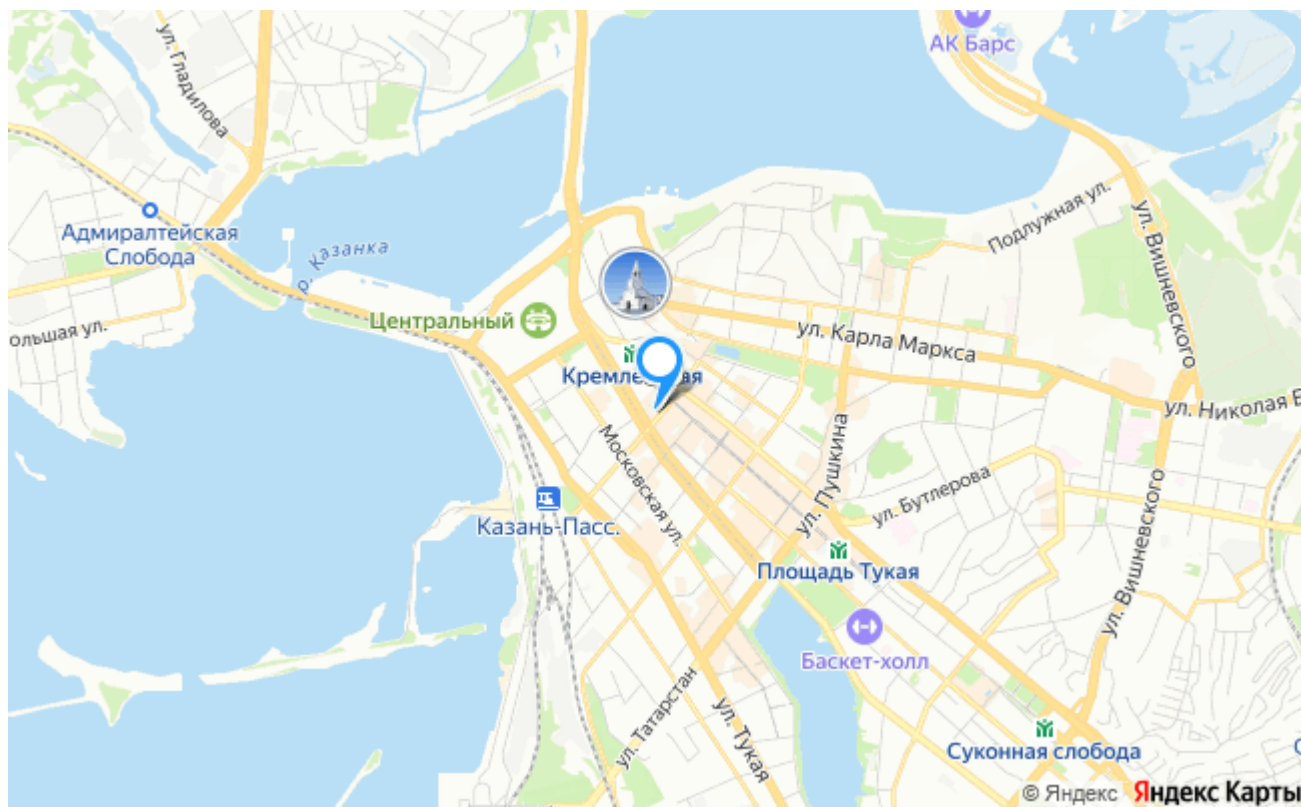 АК Барс
ул. Гладилова
Адмиралтейская
Слобода
р. Казанка
Подлужная ул.
ул. Вишневского
Центральный
ул. Карла Маркса
ольшая ул.
ул. Николая Е
Московская ул.
ул. Пушкина
ул. Бутлерова
Казань-Пасс.
Площадь Тукая
ул. Вишневского
Баскет-холл
ул. Татарстан
ул. Тукая
Суконная слобода
© Яндекс Яндекс Карты